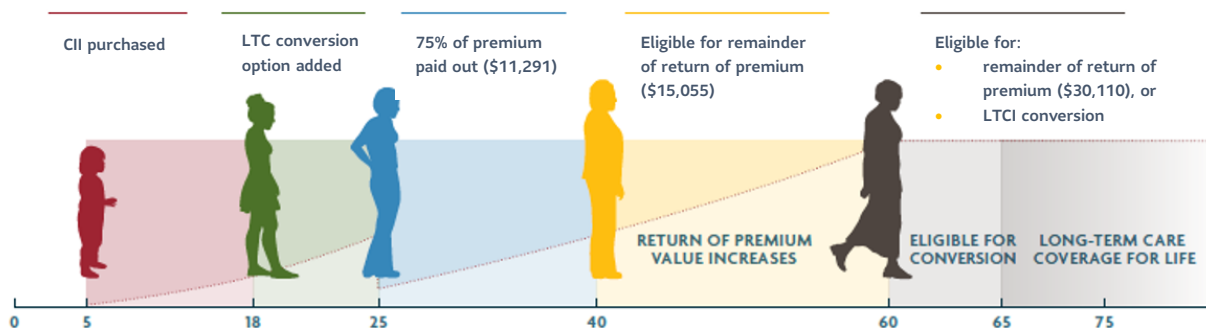 CII purchased
LTC conversion
option added
75% of premium
paid out ($11,291)
Eligible for remainder
of return of premium
($15,055)
Eligible for:
• remainder of return of
premium ($30,110), or
• LTCI conversion
RETURN OF PREMIUM
VALUE INCREASES
ELIGIBLE FOR
CONVERSION
LONG-TERM CARE
COVERAGE FOR LIFE
0 5 18 25 40 60 65 75